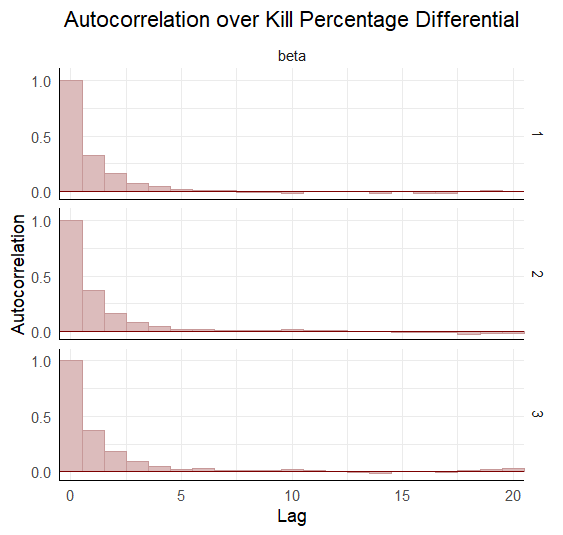 Autocorrelation over Kill Percentage Differential
beta
1.0
0.5
0.0
1
1.0
0.5
0.0
2
1.0
0.5
0.0
3
Autocorrelation
0 5 10 15 20
Lag